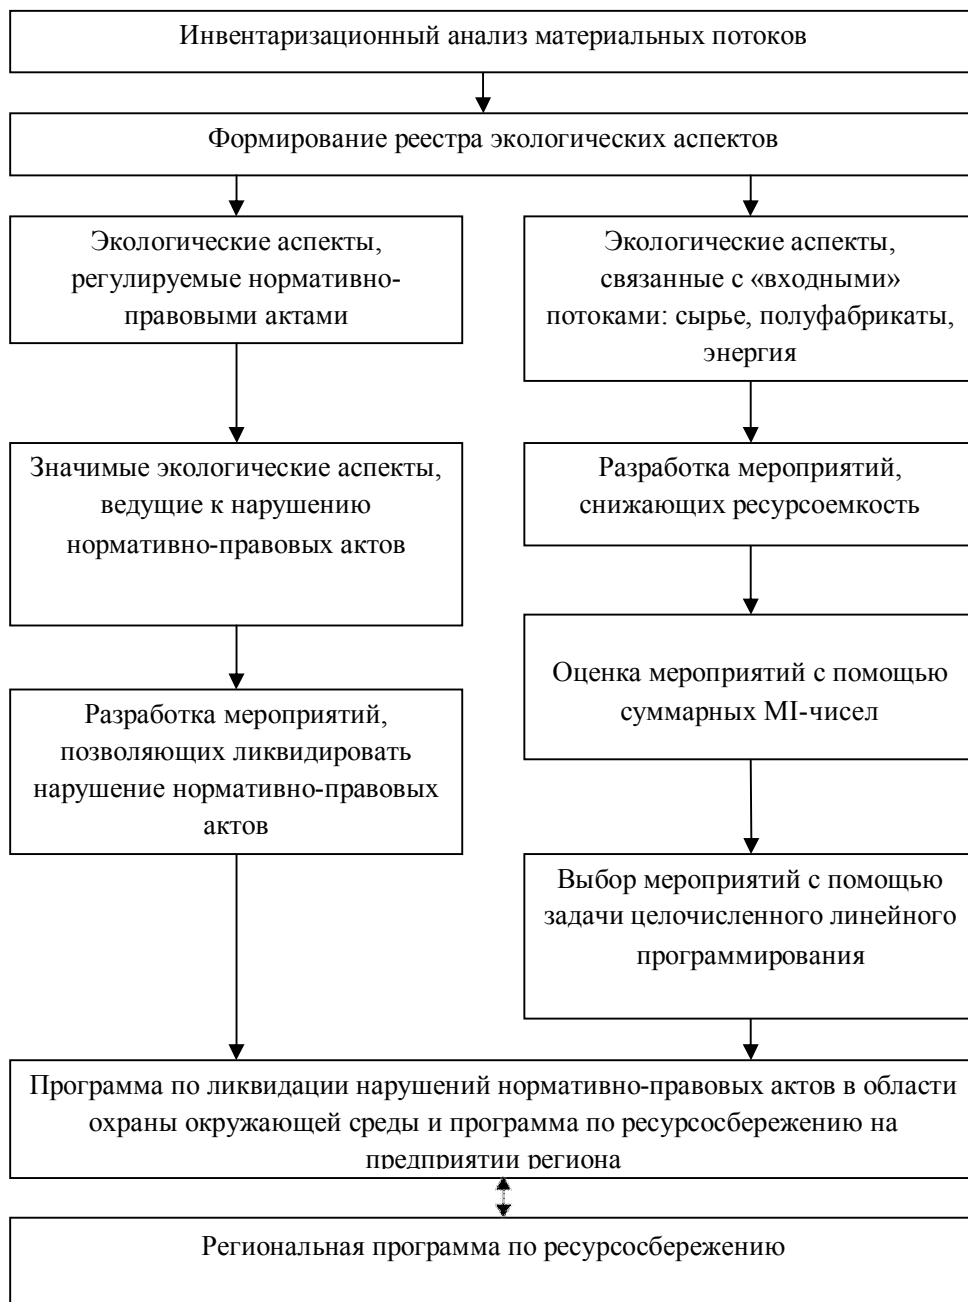 Инвентаризационный анализ материальных потоков
Формирование реестра экологических аспектов
Экологические аспекты,
регулируемые нормативно-
правовыми актами
Экологические аспекты,
связанные с «входными»
потоками: сырье, полуфабрикаты,
энергия
Значимые экологические аспекты,
ведущие к нарушению
нормативно-правовых актов
Разработка мероприятий,
снижающих ресурсоемкость
Оценка мероприятий с помощью
суммарных MI-чисел
Разработка мероприятий,
позволяющих ликвидировать
нарушение нормативно-правовых
актов
Выбор мероприятий с помощью
задачи целочисленного линейного
программирования
Программа по ликвидации нарушений нормативно-правовых актов в области
охраны окружающей среды и программа по ресурсосбережению на
предприятии региона
Региональная программа по ресурсосбережению